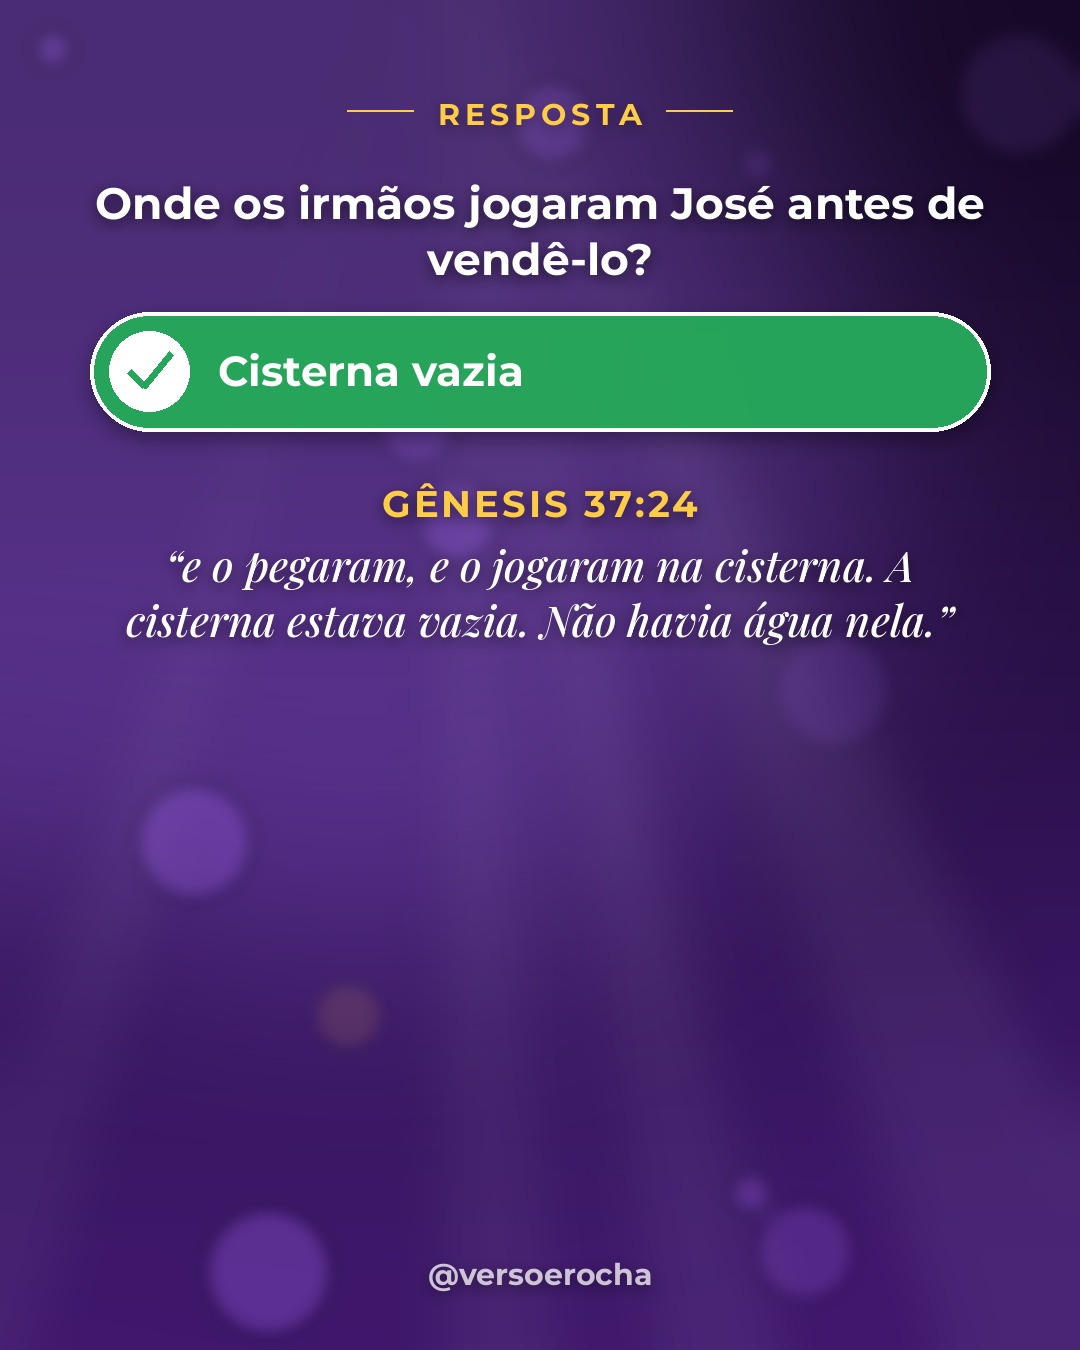 RESPOSTA
Onde os irmãos jogaram José antes de
vendê-lo?
Cisterna vazia
GÊNESIS 37:24
“e o pegaram, e o jogaram na cisterna. A
cisterna estava vazia. Não havia água nela.”
@versoerocha